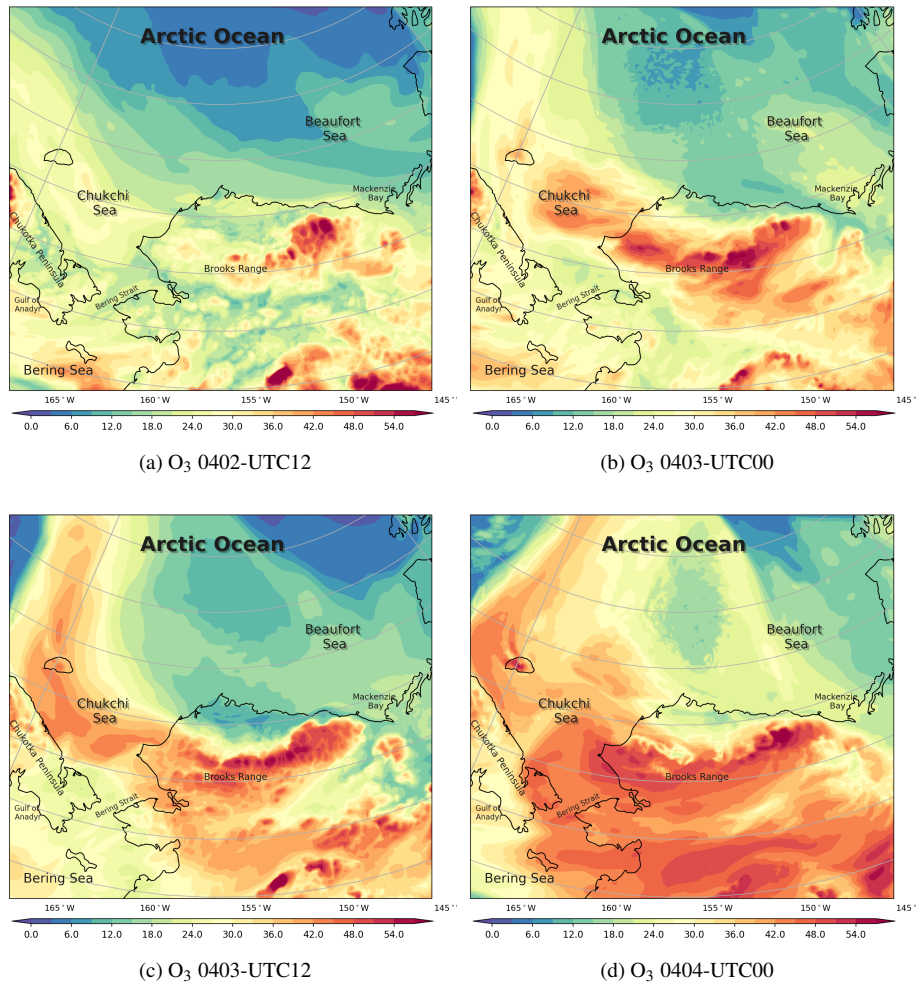 Arctic Ocean
Beaufort
Sea
Mackenzie
Bay
Chukchi
Sea
Chukotka Peninsula
Brooks Range
Bering Strait
Gulf of
Anadyr
Bering Sea
165°W 160°W 155°W 150°W 145°
0.0 6.0 12.0 18.0 24.0 30.0 36.0 42.0 48.0 54.0
(a) O₃ 0402-UTC12
Arctic Ocean
Beaufort
Sea
Mackenzie
Bay
Chukchi
Sea
Chukotka Peninsula
Brooks Range
Bering Strait
Gulf of
Anadyr
Bering Sea
165°W 160°W 155°W 150°W 145°
0.0 6.0 12.0 18.0 24.0 30.0 36.0 42.0 48.0 54.0
(b) O₃ 0403-UTC00
Arctic Ocean
Beaufort
Sea
Mackenzie
Bay
Chukchi
Sea
Chukotka Peninsula
Brooks Range
Bering Strait
Gulf of
Anadyr
Bering Sea
165°W 160°W 155°W 150°W 145°
0.0 6.0 12.0 18.0 24.0 30.0 36.0 42.0 48.0 54.0
(c) O₃ 0403-UTC12
Arctic Ocean
Beaufort
Sea
Mackenzie
Bay
Chukchi
Sea
Chukotka Peninsula
Brooks Range
Bering Strait
Gulf of
Anadyr
Bering Sea
165°W 160°W 155°W 150°W 145°
0.0 6.0 12.0 18.0 24.0 30.0 36.0 42.0 48.0 54.0
(d) O₃ 0404-UTC00